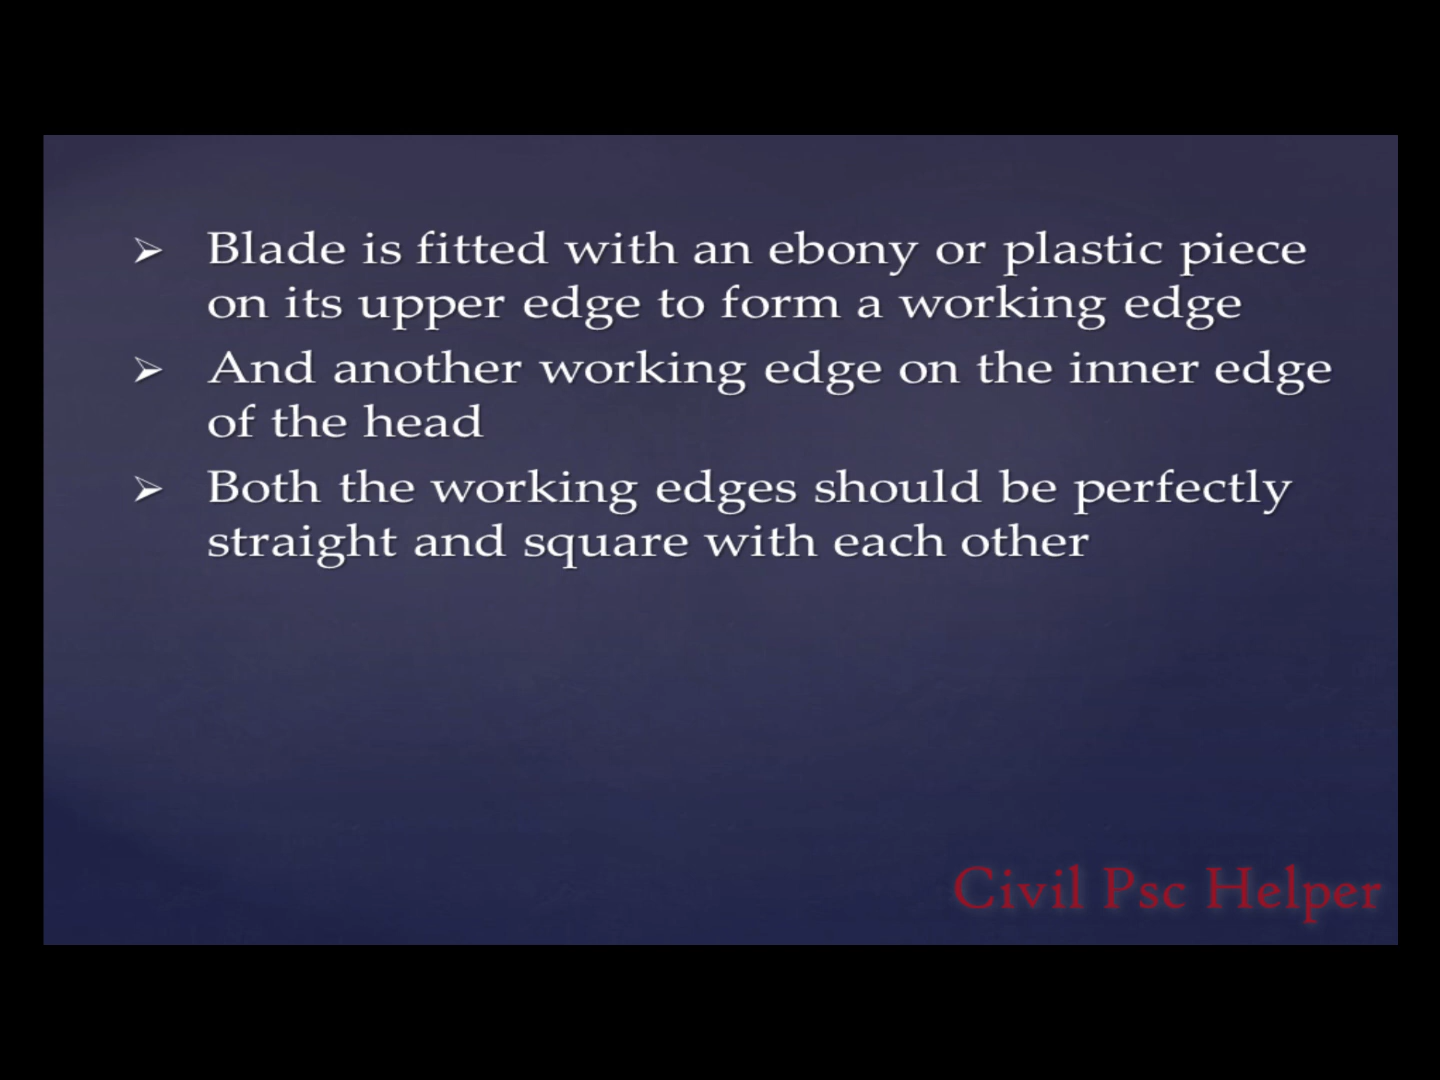 ➢ Blade is fitted with an ebony or plastic piece
on its upper edge to form a working edge
➢ And another working edge on the inner edge
of the head
➢ Both the working edges should be perfectly
straight and square with each other
Civil Psc Helper